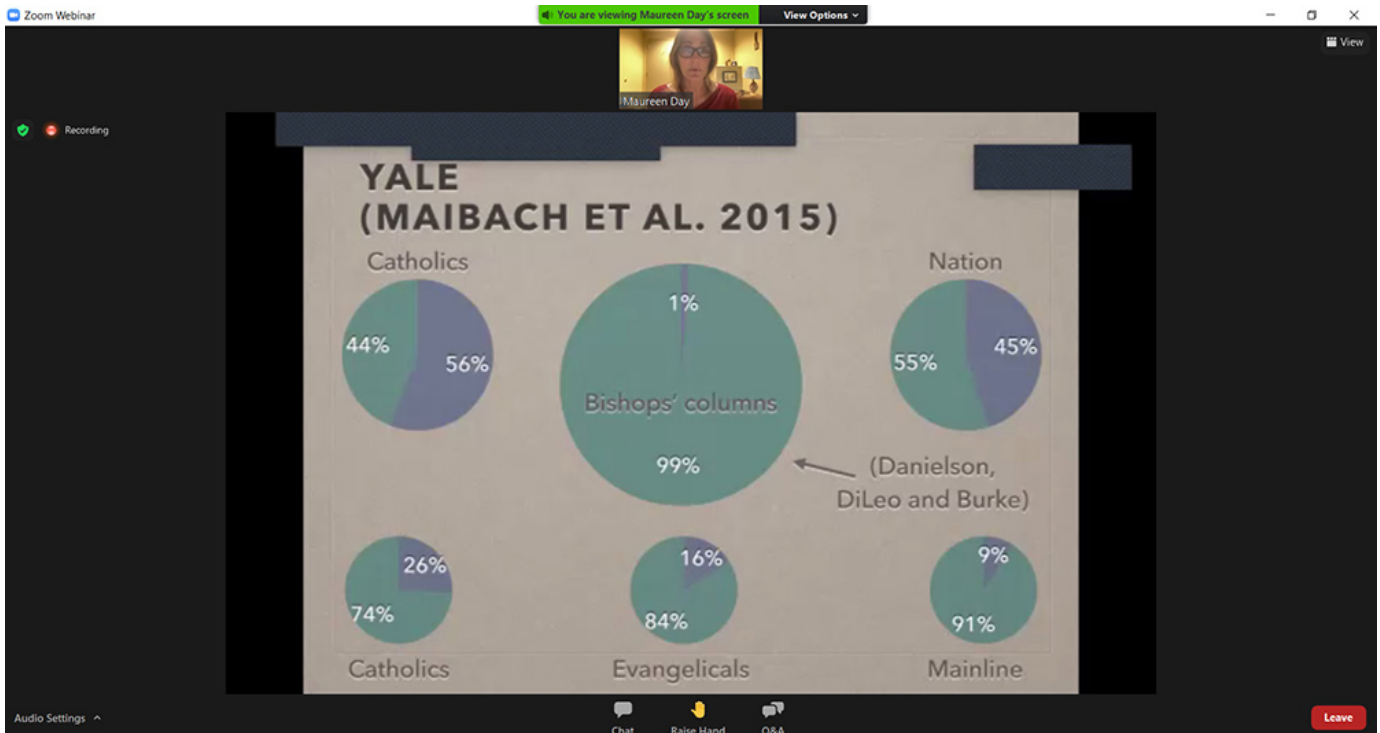 Zoom Webinar
You are viewing Maureen Day's screen
View Options
View
Maureen Day
Recording
YALE
(MAIBACH ET AL. 2015)
Catholics
44%
56%
1%
Bishops' columns
99%
Nation
55%
45%
(Danielson,
DiLeo and Burke)
26%
74%
Catholics
16%
84%
Evangelicals
9%
91%
Mainline
Audio Settings
Chat
Raise Hand
Q&A
Leave